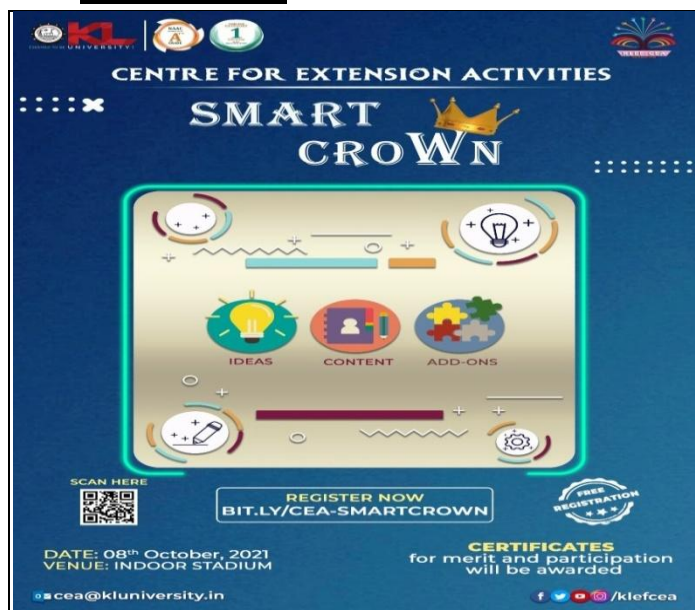 KL
UNIVERSITY
NAAC
A
1
CENTRE FOR EXTENSION ACTIVITIES
SMART
CROWN
IDEAS
CONTENT
ADD-ONS
SCAN HERE
REGISTER NOW
BIT.LY/CEA-SMARTCROWN
FREE
REGISTRATION
DATE: 08th October, 2021
VENUE: INDOOR STADIUM
CERTIFICATES
for merit and participation
will be awarded
cea@kluniversity.in
/klefcea